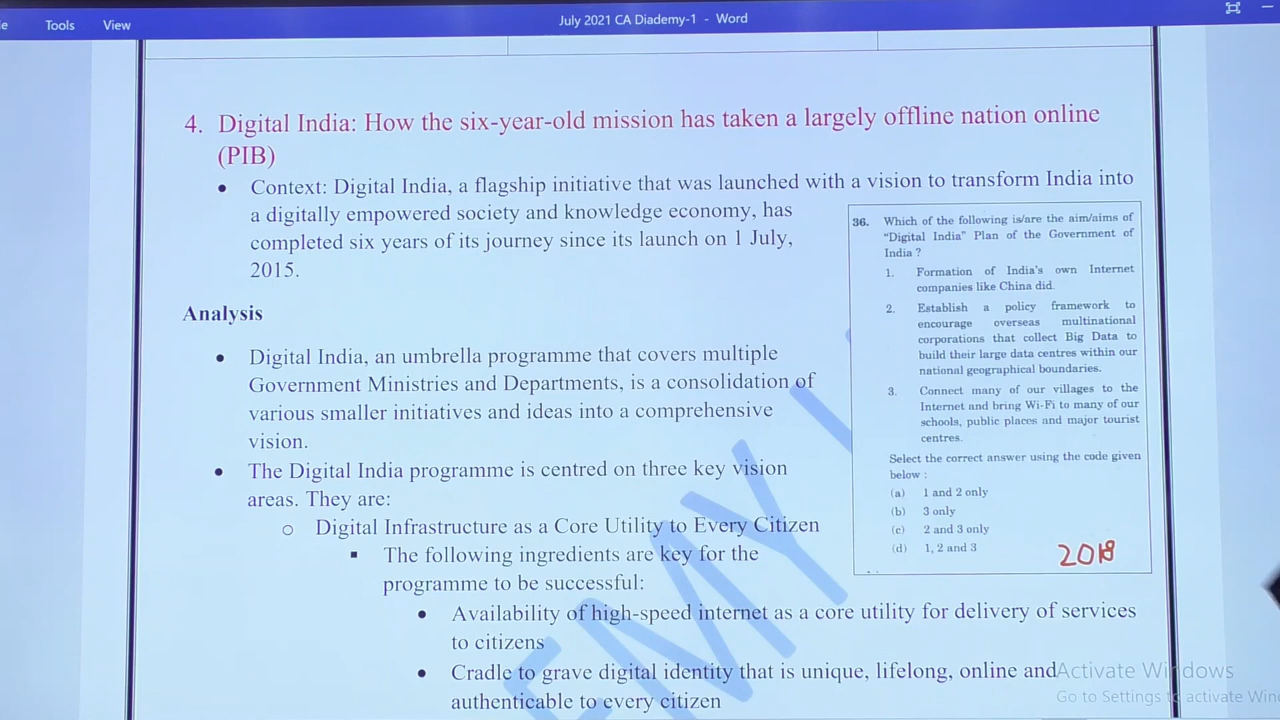 Tools View
July 2021 CA Diademy-1 - Word
4. Digital India: How the six-year-old mission has taken a largely offline nation online
(PIB)
• Context: Digital India, a flagship initiative that was launched with a vision to transform India into
a digitally empowered society and knowledge economy, has
completed six years of its journey since its launch on 1 July,
2015.
Analysis
• Digital India, an umbrella programme that covers multiple
Government Ministries and Departments, is a consolidation of
various smaller initiatives and ideas into a comprehensive
vision.
• The Digital India programme is centred on three key vision
areas. They are:
o Digital Infrastructure as a Core Utility to Every Citizen
▪ The following ingredients are key for the
programme to be successful:
• Availability of high-speed internet as a core utility for delivery of services
to citizens
• Cradle to grave digital identity that is unique, lifelong, online and
authenticable to every citizen
36. Which of the following is/are the aim/aims of
"Digital India" Plan of the Government of
India ?
1. Formation of India's own Internet
companies like China did.
2. Establish a policy framework to
encourage overseas multinational
corporations that collect Big Data to
build their large data centres within our
national geographical boundaries.
3. Connect many of our villages to the
Internet and bring Wi-Fi to many of our
schools, public places and major tourist
centres.
Select the correct answer using the code given
below :
(a) 1 and 2 only
(b) 3 only
(c) 2 and 3 only
(d) 1, 2 and 3
2018
EMY
Activate Windows
Go to Settings to activate Win